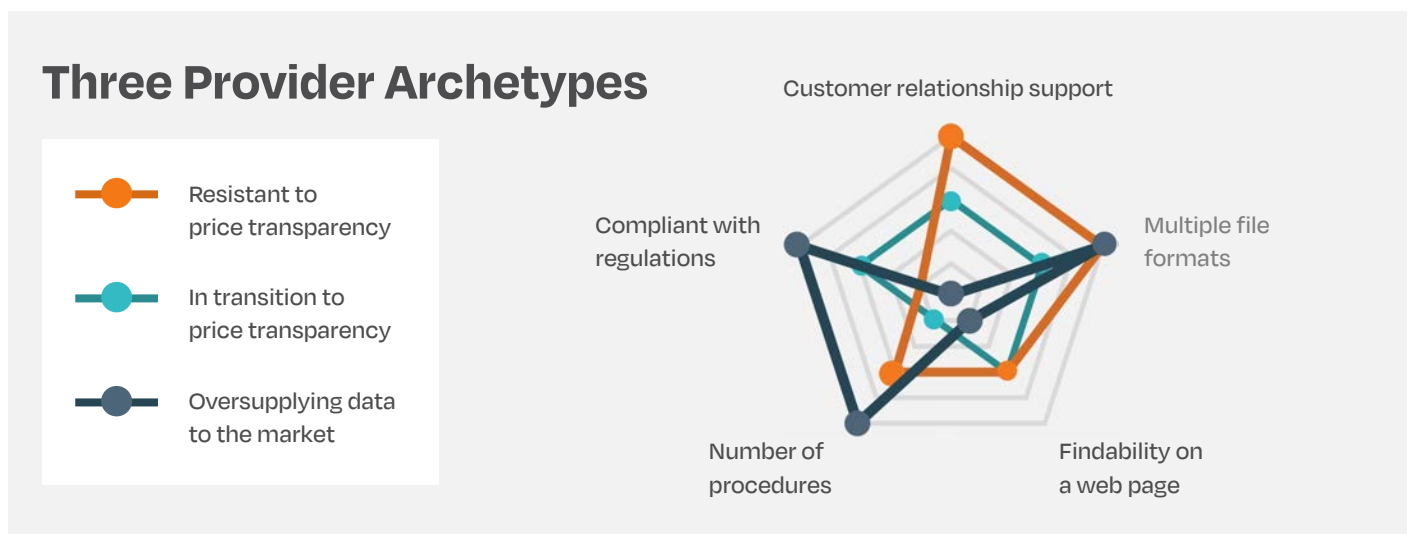 Three Provider Archetypes
Resistant to
price transparency
In transition to
price transparency
Oversupplying data
to the market
Customer relationship support
Compliant with
regulations
Multiple file
formats
Number of
procedures
Findability on
a web page